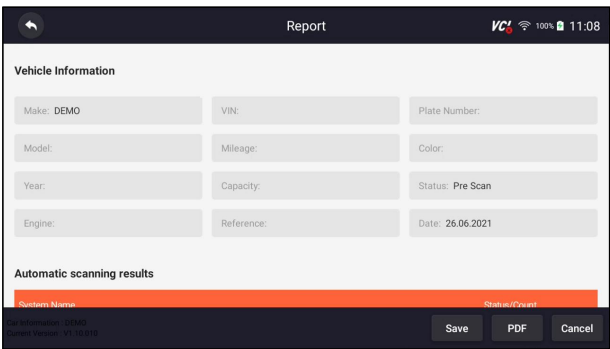 Report
VCI 100% 11:08
Vehicle Information
Make: DEMO VIN: Plate Number:
Model: Mileage: Color:
Year: Capacity: Status: Pre Scan
Engine: Reference: Date: 26.06.2021
Automatic scanning results
System Name Status/Count
Car Information : DEMO
Current Version : V1.10.010
Save PDF Cancel